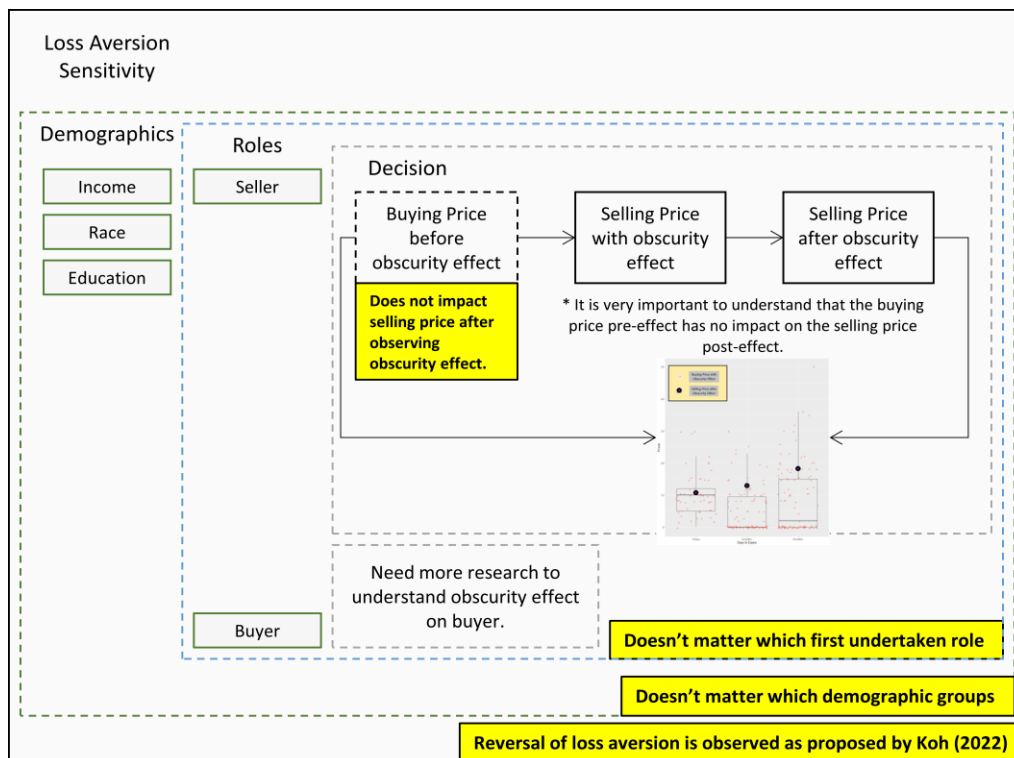 Loss Aversion
Sensitivity
Demographics
Income
Race
Education
Roles
Seller
Decision
Buying Price
before
obscurity effect
Does not impact
selling price after
observing
obscurity effect.
Selling Price
with obscurity
effect
Selling Price
after obscurity
effect
* It is very important to understand that the buying
price pre-effect has no impact on the selling price
post-effect.
Need more research to
understand obscurity effect
on buyer.
Buyer
Doesn’t matter which first undertaken role
Doesn’t matter which demographic groups
Reversal of loss aversion is observed as proposed by Koh (2022)